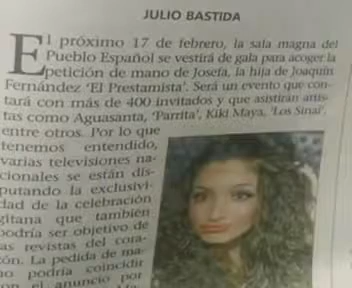 JULIO BASTIDA
El próximo 17 de febrero, la sala magna del
Pueblo Español se vestirá de gala para acoger la
petición de mano de Josefa, la hija de Joaquín
Fernández 'El Prestamista'. Será un evento que con-
tará con más de 400 invitados y que asistirán artis-
tas como Aguasanta, 'Parrita', Kiki Maya, 'Los Sinaí',
entre otros. Por lo que
tenemos entendido,
varias televisiones na-
cionales se están dis-
putando la exclusivi-
dad de la celebración
gitana que también
podría ser objetivo de
as revistas del cora-
zón. La pedida de ma-
no podría coincidir
con el anuncio por